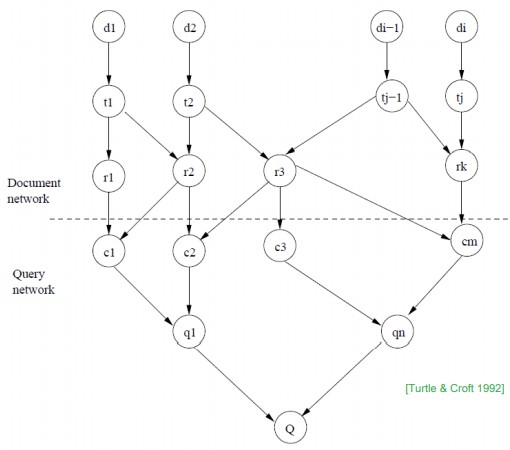 d1 d2 di−1 di
t1 t2 tj−1 tj
r1 r2 r3 rk
Document
network
c1 c2 c3 cm
Query
network
q1 qn
[Turtle & Croft 1992]
Q